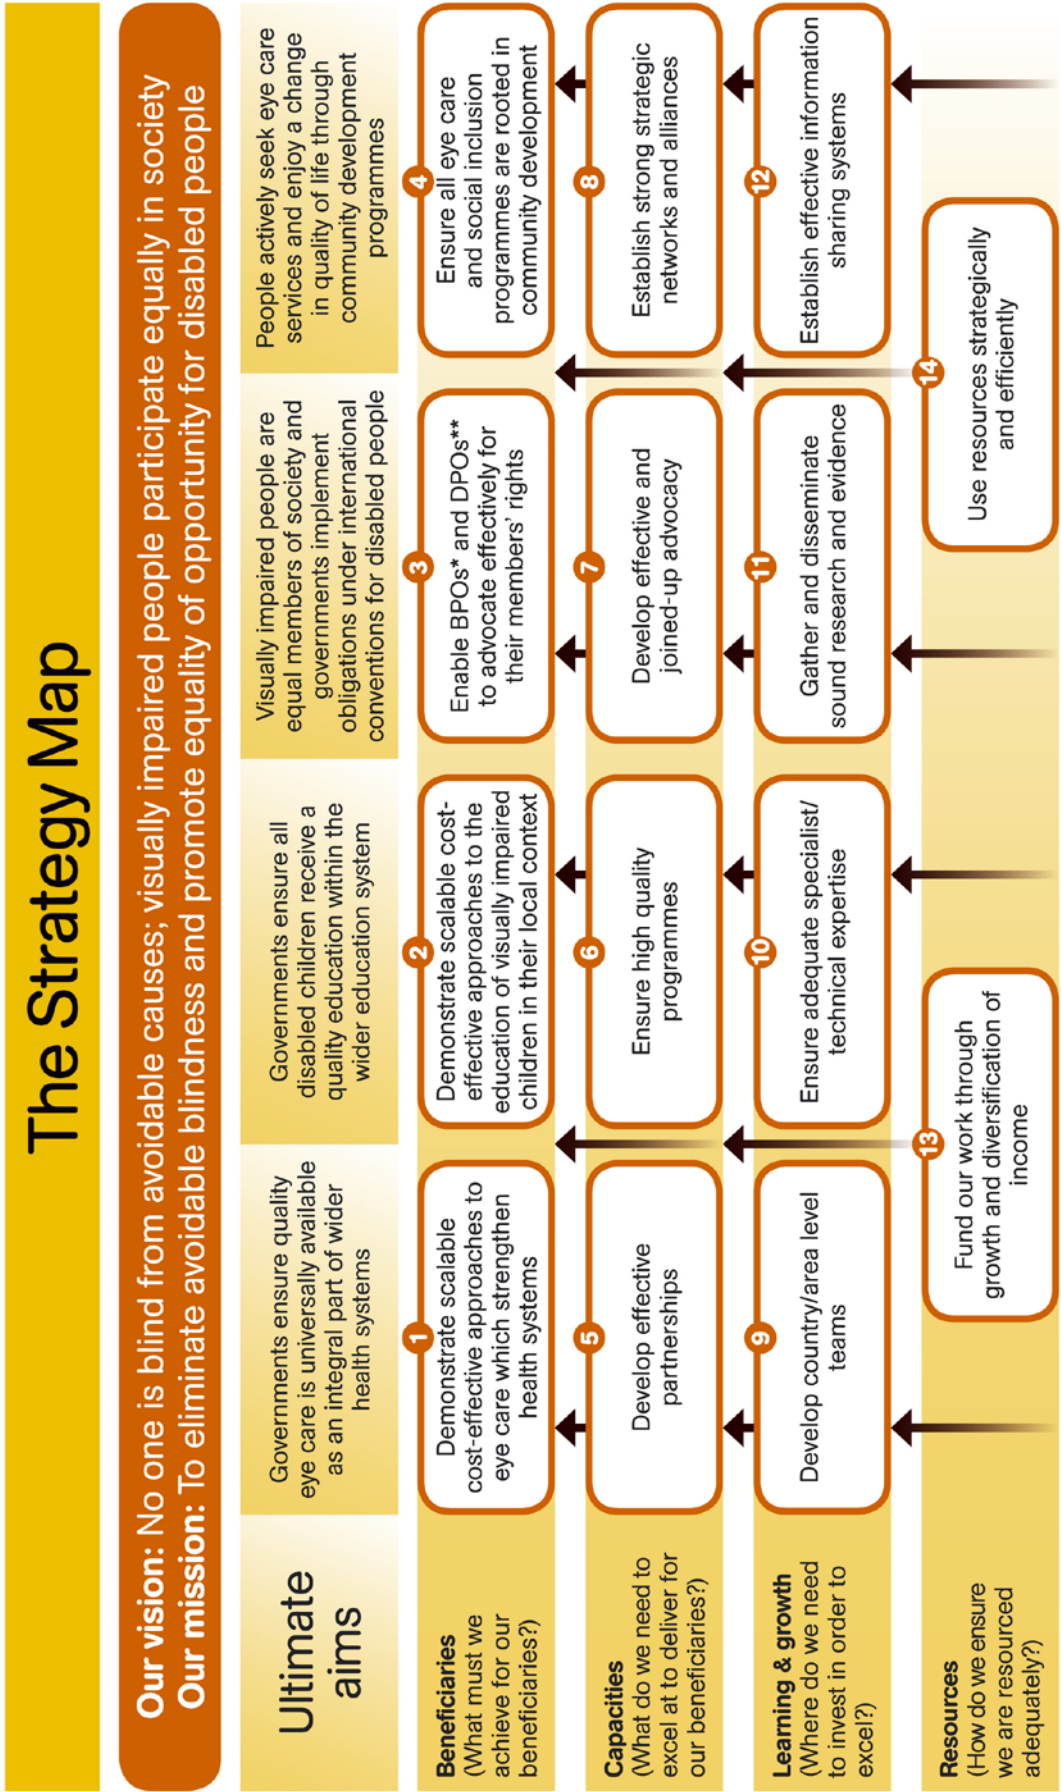 The Strategy Map
Our vision: No one is blind from avoidable causes; visually impaired people participate equally in society
Our mission: To eliminate avoidable blindness and promote equality of opportunity for disabled people
Ultimate
aims
Governments ensure quality
eye care is universally available
as an integral part of wider
health systems
Governments ensure all
disabled children receive a
quality education within the
wider education system
Visually impaired people are
equal members of society and
governments implement
obligations under international
conventions for disabled people
People actively seek eye care
services and enjoy a change
in quality of life through
community development
programmes
Beneficiaries
(What must we
achieve for our
beneficiaries?)
1
Demonstrate scalable
cost-effective approaches to
eye care which strengthen
health systems
2
Demonstrate scalable cost-
effective approaches to the
education of visually impaired
children in their local context
3
Enable BPOs* and DPOs**
to advocate effectively for
their members’ rights
4
Ensure all eye care
and social inclusion
programmes are rooted in
community development
Capacities
(What do we need to
excel at to deliver for
our beneficiaries?)
5
Develop effective
partnerships
6
Ensure high quality
programmes
7
Develop effective and
joined-up advocacy
8
Establish strong strategic
networks and alliances
Learning & growth
(Where do we need
to invest in order to
excel?)
9
Develop country/area level
teams
10
Ensure adequate specialist/
technical expertise
11
Gather and disseminate
sound research and evidence
12
Establish effective information
sharing systems
Resources
(How do we ensure
we are resourced
adequately?)
13
Fund our work through
growth and diversification of
income
14
Use resources strategically
and efficiently